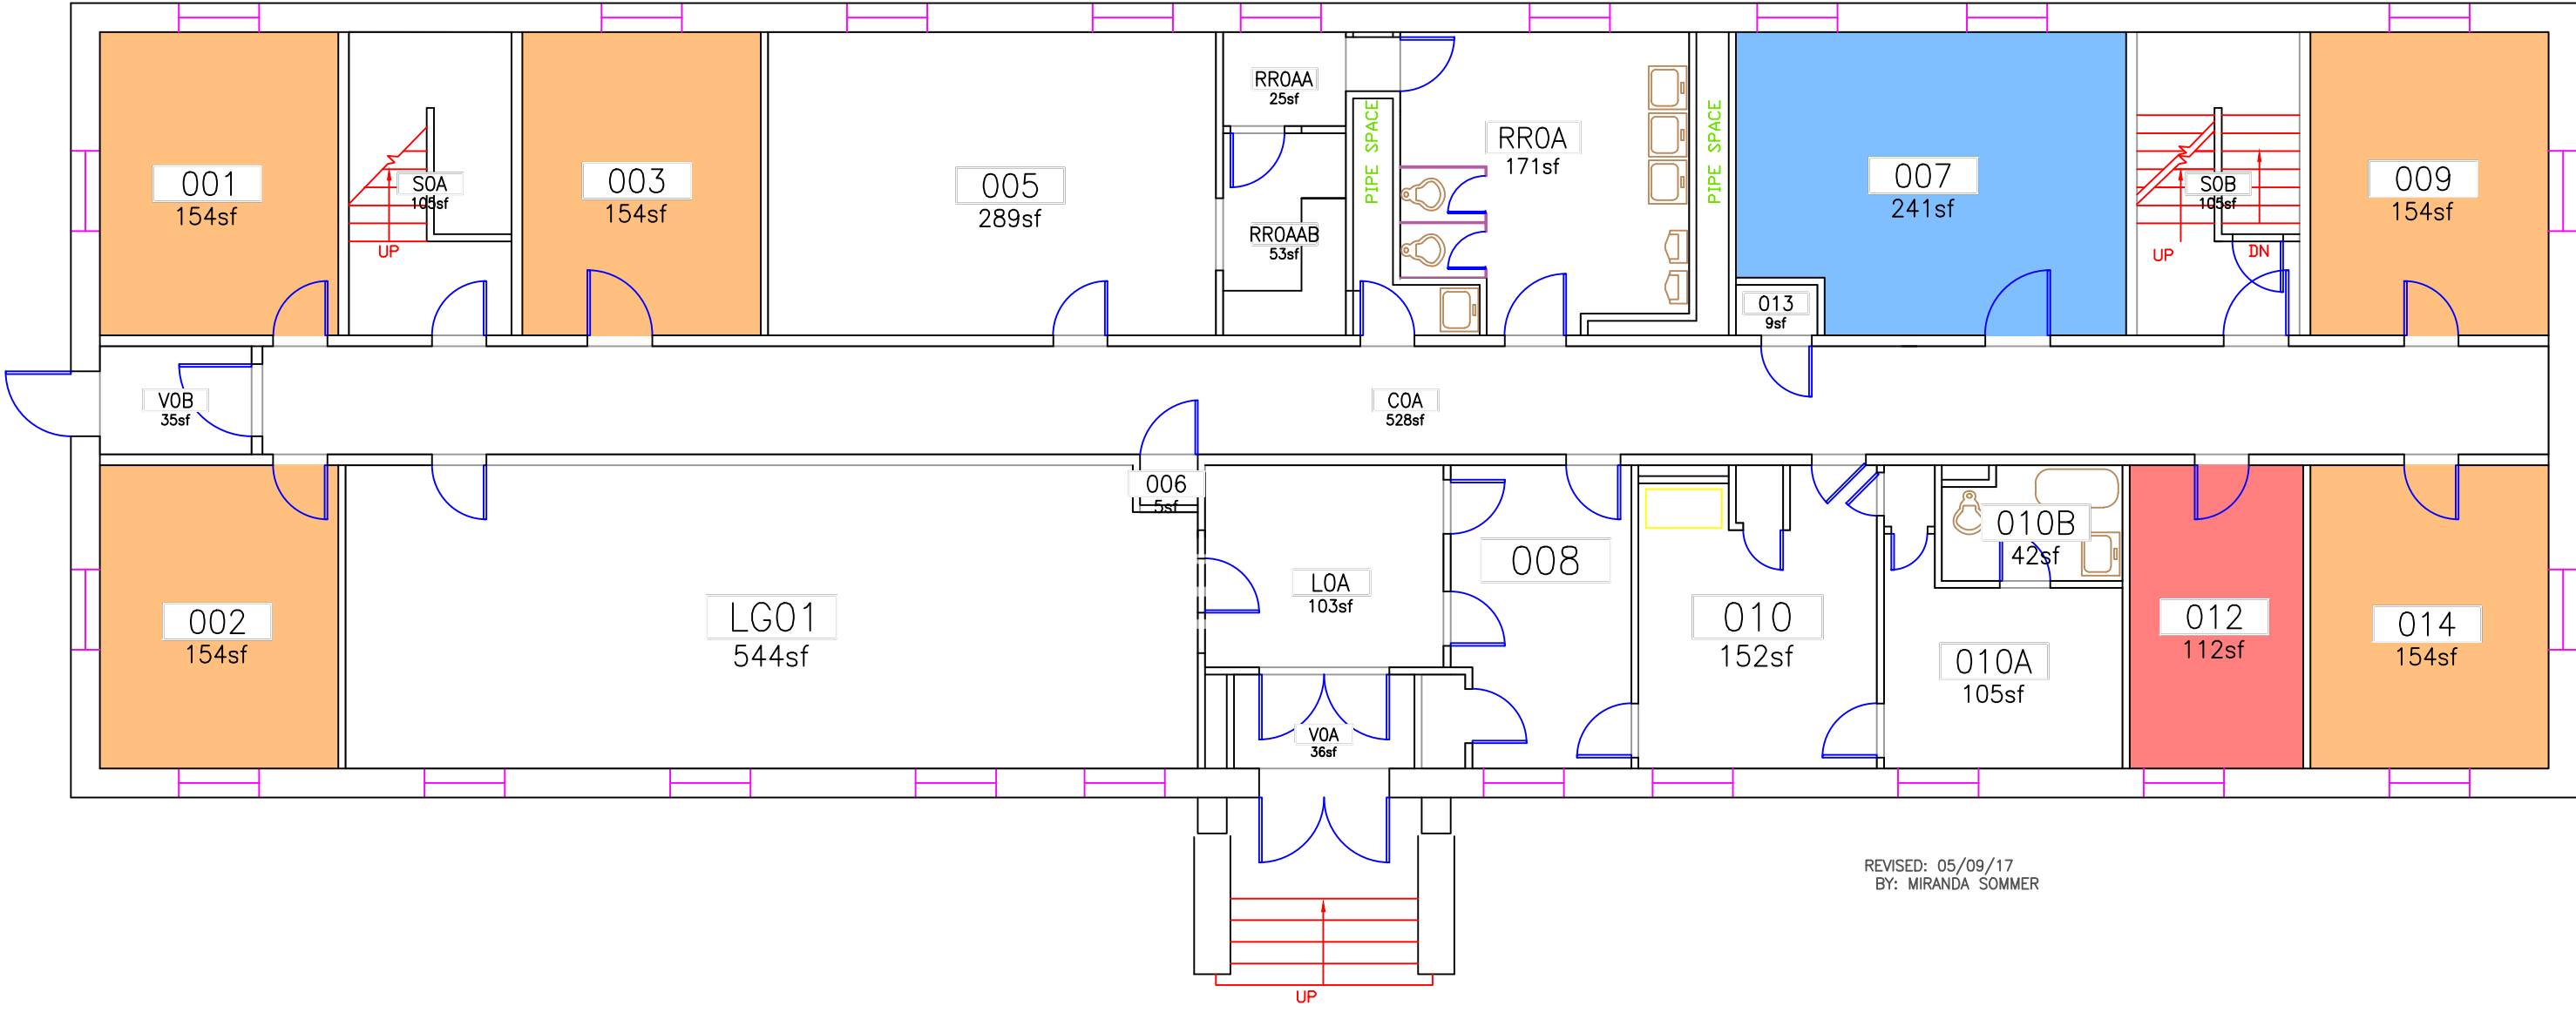 RR0AA
25sf
PIPE SPACE
RR0A
171sf
PIPE SPACE
001
154sf
S0A
105sf
UP
003
154sf
005
289sf
RR0AAB
53sf
007
241sf
013
9sf
S0B
105sf
UP
DN
009
154sf
V0B
35sf
C0A
528sf
006
5sf
002
154sf
LG01
544sf
L0A
103sf
008
010
152sf
010B
42sf
010A
105sf
012
112sf
014
154sf
V0A
36sf
REVISED: 05/09/17
BY: MIRANDA SOMMER
UP